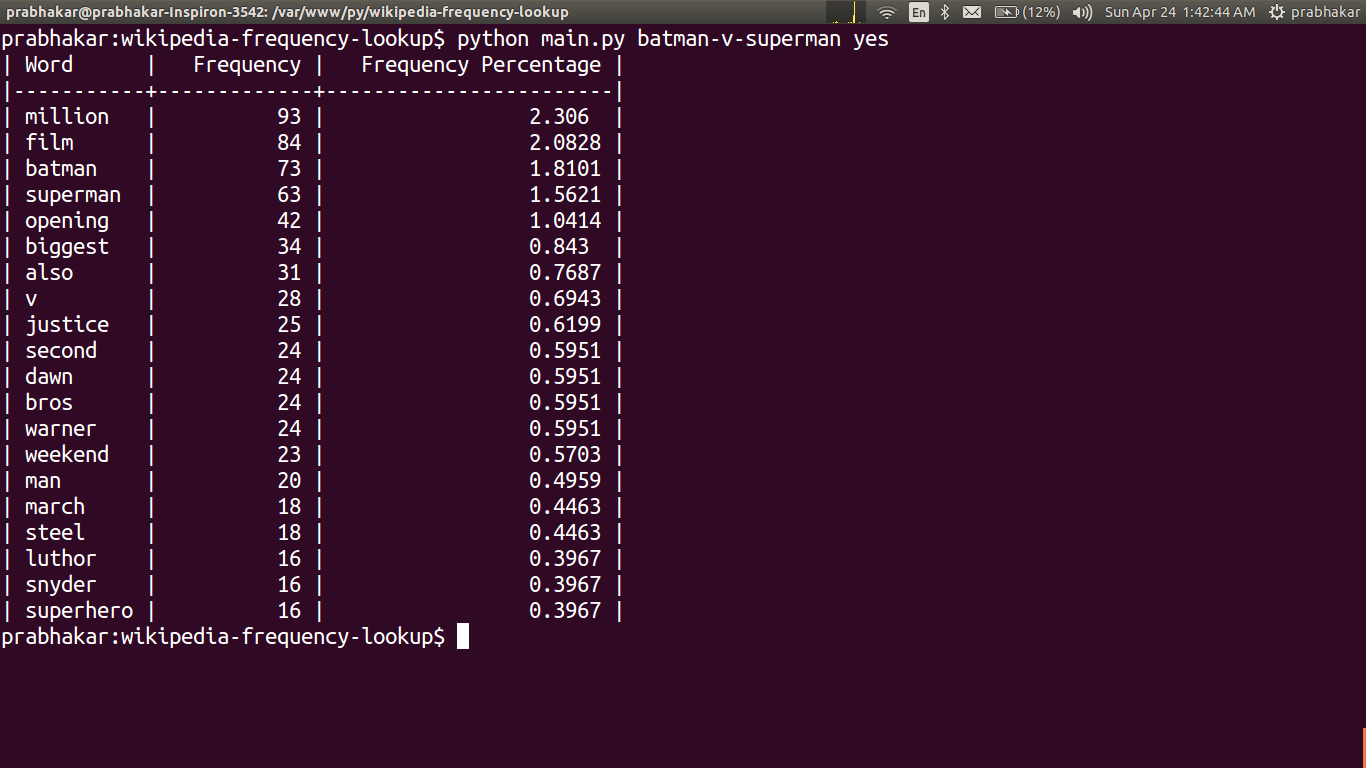 prabhakar@prabhakar-Inspiron-3542: /var/www/py/wikipedia-frequency-lookup En (12%) Sun Apr 24 1:42:44 AM prabhakar
prabhakar:wikipedia-frequency-lookup$ python main.py batman-v-superman yes
| Word      |   Frequency |   Frequency Percentage |
|-----------+-------------+------------------------|
| million   |          93 |                 2.306  |
| film      |          84 |                 2.0828 |
| batman    |          73 |                 1.8101 |
| superman  |          63 |                 1.5621 |
| opening   |          42 |                 1.0414 |
| biggest   |          34 |                 0.843  |
| also      |          31 |                 0.7687 |
| v         |          28 |                 0.6943 |
| justice   |          25 |                 0.6199 |
| second    |          24 |                 0.5951 |
| dawn      |          24 |                 0.5951 |
| bros      |          24 |                 0.5951 |
| warner    |          24 |                 0.5951 |
| weekend   |          23 |                 0.5703 |
| man       |          20 |                 0.4959 |
| march     |          18 |                 0.4463 |
| steel     |          18 |                 0.4463 |
| luthor    |          16 |                 0.3967 |
| snyder    |          16 |                 0.3967 |
| superhero |          16 |                 0.3967 |
prabhakar:wikipedia-frequency-lookup$